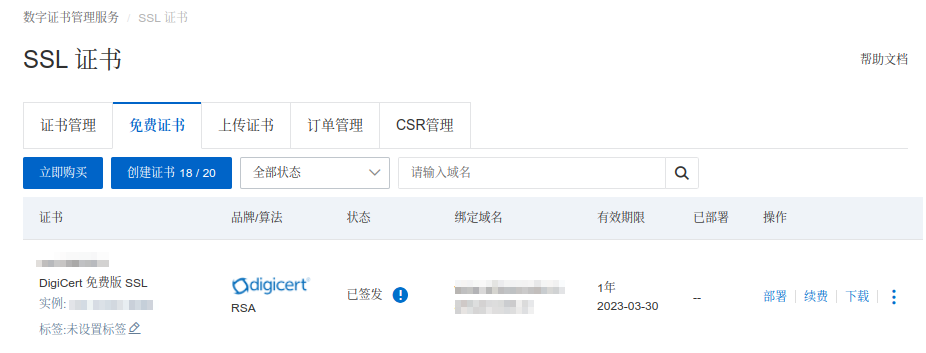 数字证书管理服务 / SSL 证书
SSL 证书
帮助文档
证书管理 免费证书 上传证书 订单管理 CSR管理
立即购买 创建证书 18 / 20 全部状态 请输入域名
证书 品牌/算法 状态 绑定域名 有效期限 已部署 操作
DigiCert 免费版 SSL
实例:
标签:未设置标签
digicert
RSA
已签发
1年
2023-03-30
--
部署 续费 下载